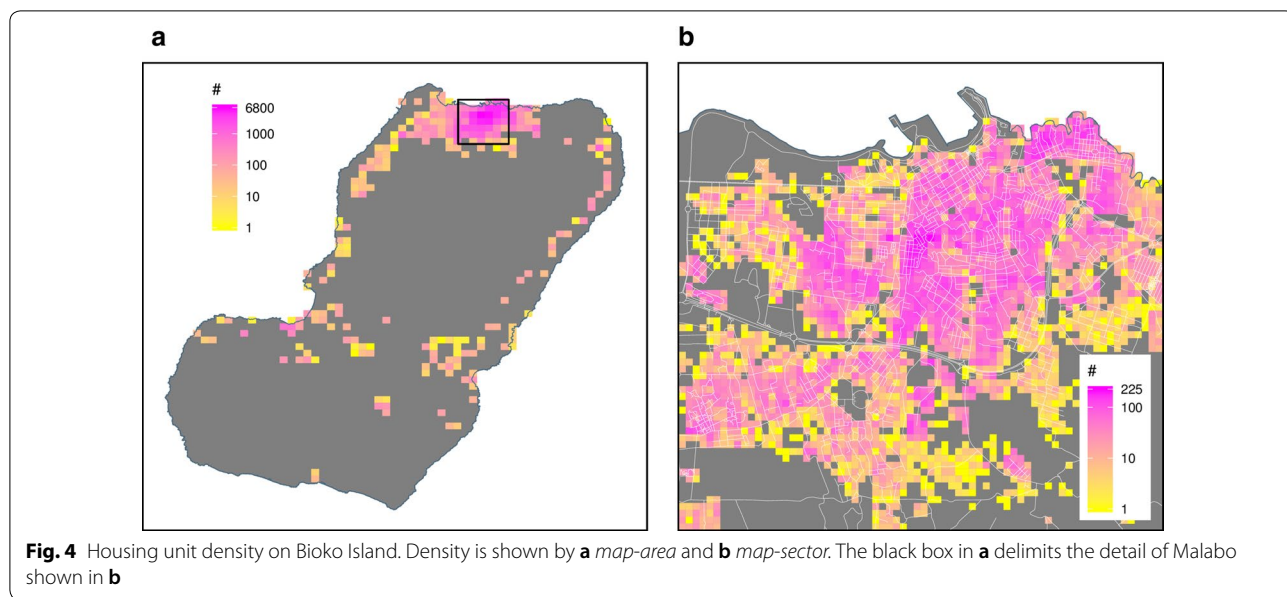 a
b
#
6800
1000
100
10
1
#
225
100
10
1
Fig. 4 Housing unit density on Bioko Island. Density is shown by a map-area and b map-sector. The black box in a delimits the detail of Malabo
shown in b